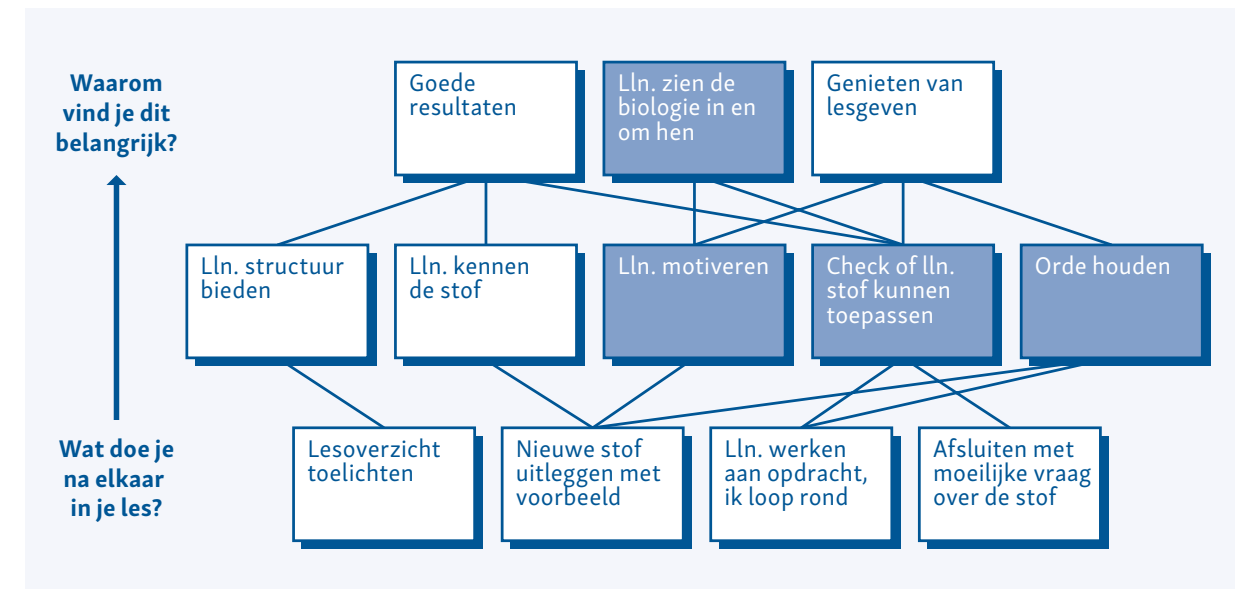 Waarom
vind je dit
belangrijk?
Goede
resultaten
Lln. zien de
biologie in en
om hen
Genieten van
lesgeven
Lln. structuur
bieden
Lln. kennen
de stof
Lln. motiveren
Check of lln.
stof kunnen
toepassen
Orde houden
Wat doe je
na elkaar
in je les?
Lesoverzicht
toelichten
Nieuwe stof
uitleggen met
voorbeeld
Lln. werken
aan opdracht,
ik loop rond
Afsluiten met
moeilijke vraag
over de stof